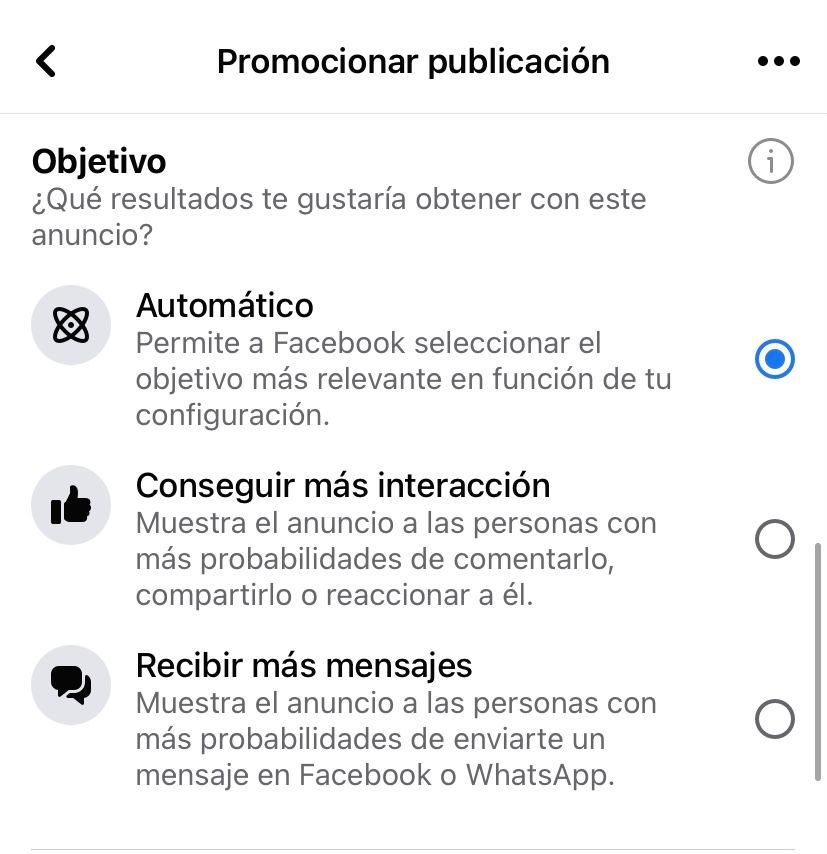 Promocionar publicación
Objetivo
¿Qué resultados te gustaría obtener con este
anuncio?
Automático
Permite a Facebook seleccionar el
objetivo más relevante en función de tu
configuración.
Conseguir más interacción
Muestra el anuncio a las personas con
más probabilidades de comentarlo,
compartirlo o reaccionar a él.
Recibir más mensajes
Muestra el anuncio a las personas con
más probabilidades de enviarte un
mensaje en Facebook o WhatsApp.